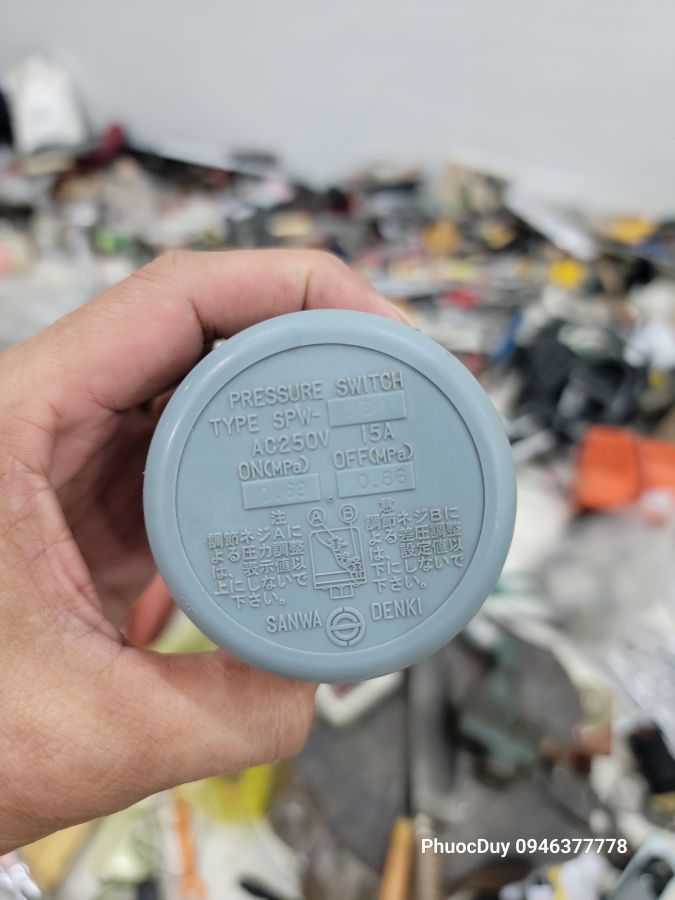 PRESSURE SWITCH
TYPE SPW-
AC250V 15A
ON(MPa) OFF(MPa)
0.69 0.86
注 意
A B
調節ネジAに
よる圧力調整
は、表示値以
上にしないで
下さい。
調節ネジBに
よる差圧調整
は、設定値以
下にしないで
下さい。
SANWA DENKI
PhuocDuy 0946377778